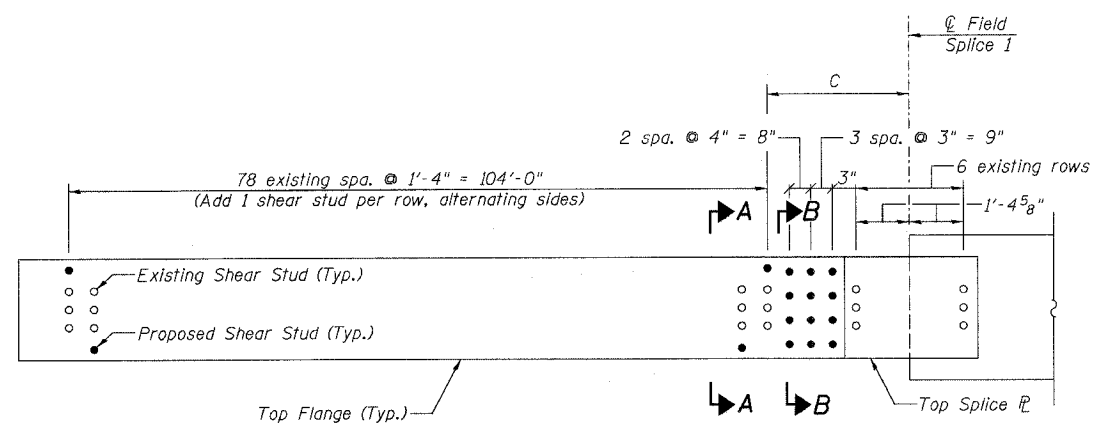 ℄ Field
Splice 1
C
2 spa. @ 4" = 8"
3 spa. @ 3" = 9"
6 existing rows
78 existing spa. @ 1'-4" = 104'-0"
(Add 1 shear stud per row, alternating sides)
3"
1'-4⅝"
A
B
Existing Shear Stud (Typ.)
Proposed Shear Stud (Typ.)
Top Flange (Typ.)
A
B
Top Splice ⅊